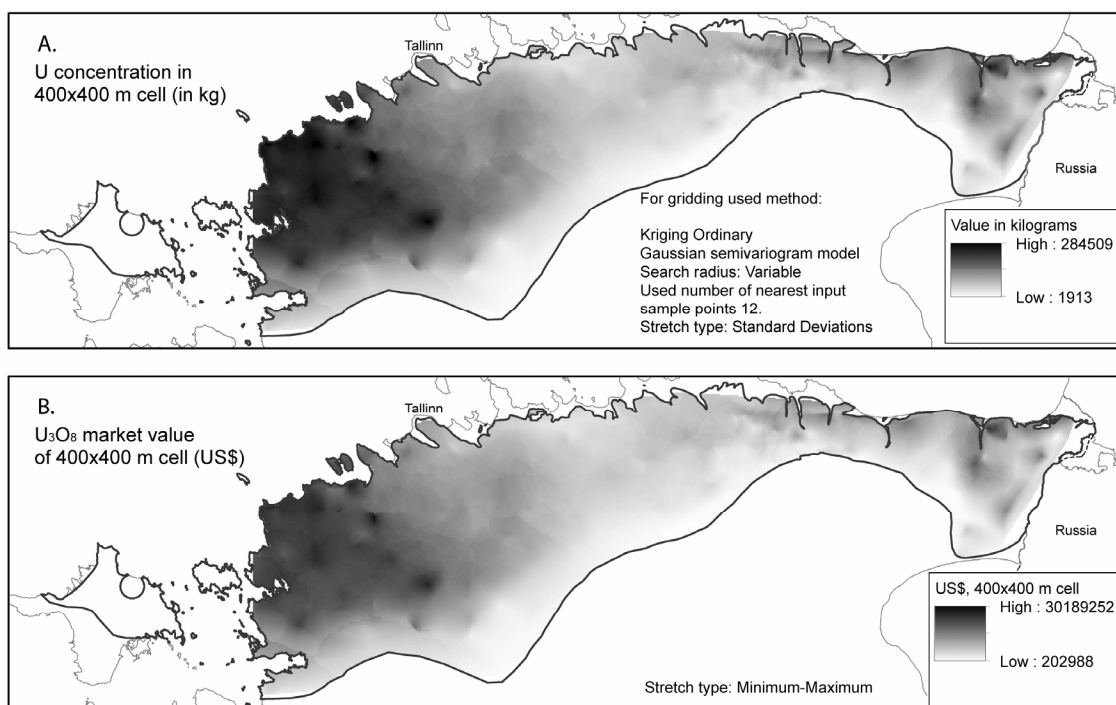 A.
U concentration in
400x400 m cell (in kg)
Tallinn
Russia
For gridding used method:
Kriging Ordinary
Gaussian semivariogram model
Search radius: Variable
Used number of nearest input
sample points 12.
Stretch type: Standard Deviations
Value in kilograms
High : 284509
Low : 1913
B.
U₃O₈ market value
of 400x400 m cell (US$)
Tallinn
Russia
US$, 400x400 m cell
High : 30189252
Low : 202988
Stretch type: Minimum-Maximum